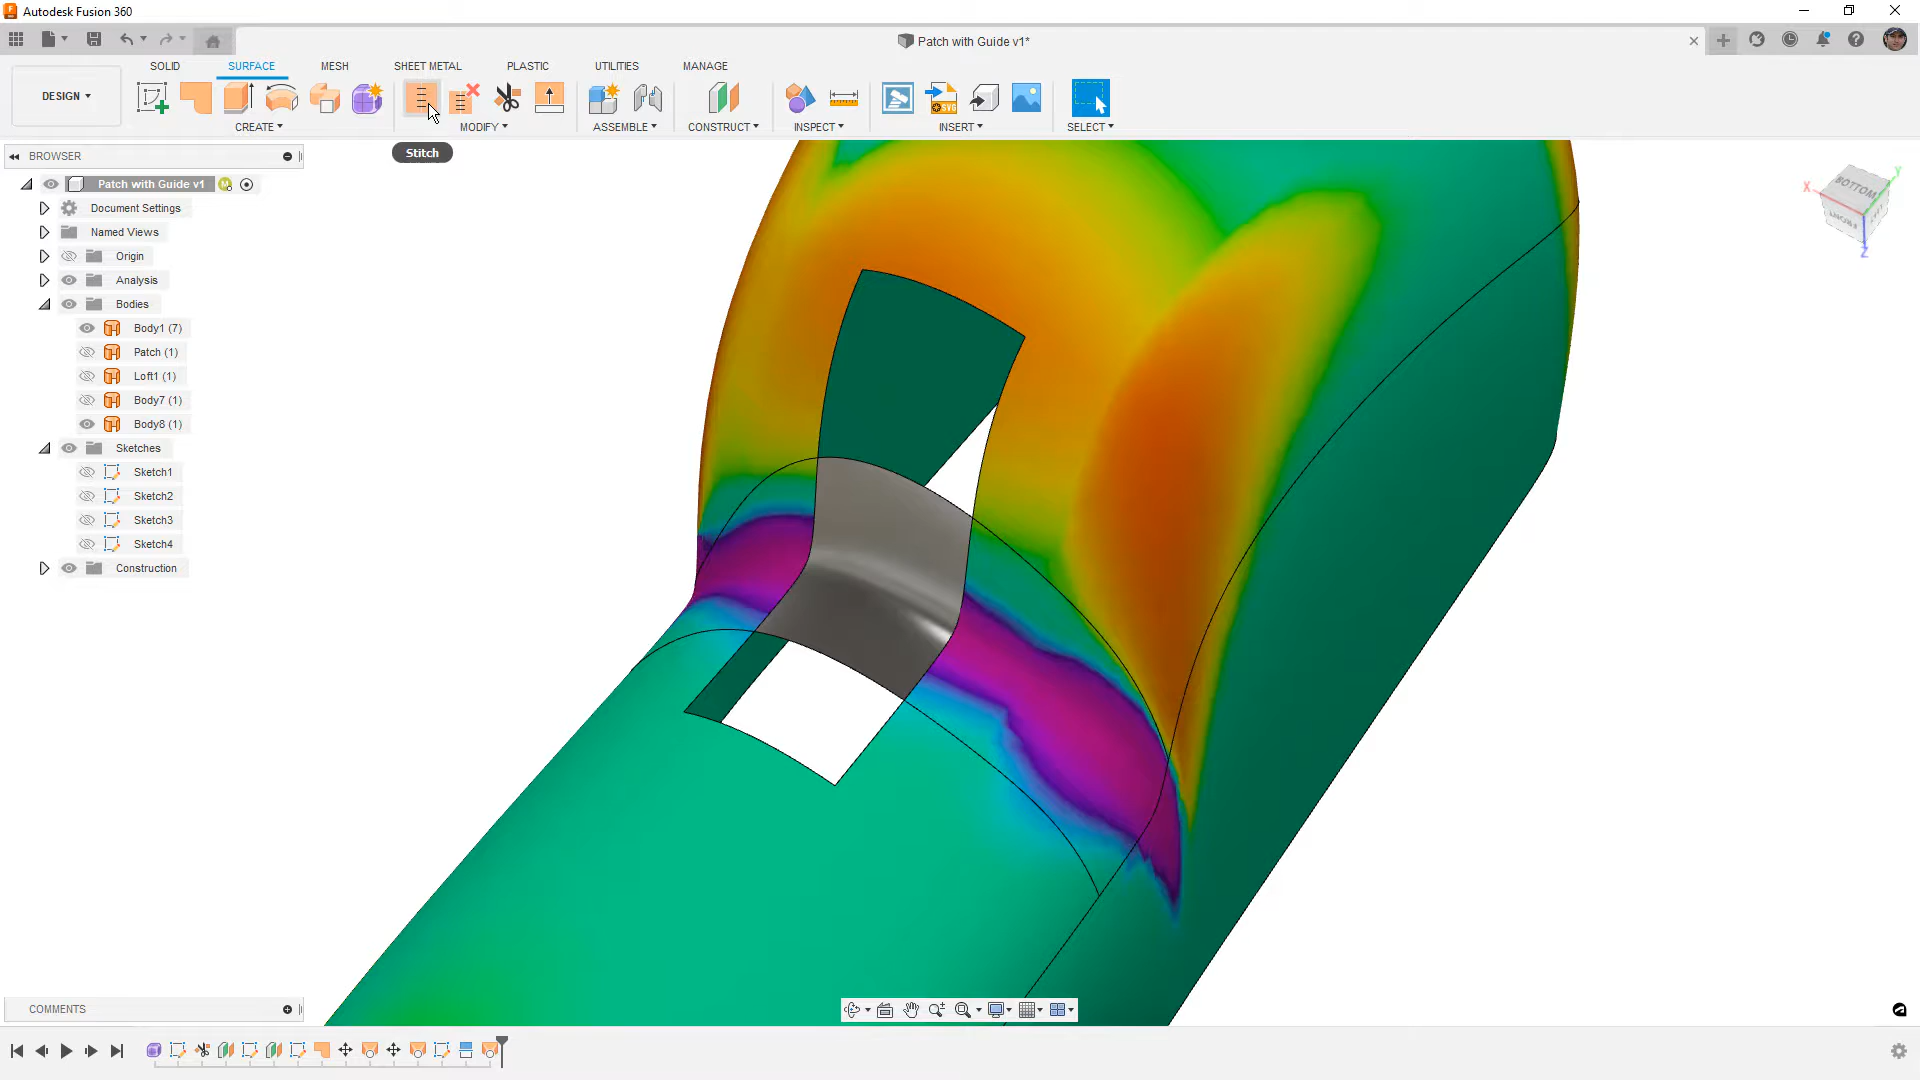 Autodesk Fusion 360
Patch with Guide v1*
SOLID SURFACE MESH SHEET METAL PLASTIC UTILITIES MANAGE
DESIGN
CREATE MODIFY ASSEMBLE CONSTRUCT INSPECT INSERT SELECT
SVG
Stitch
BROWSER
Patch with Guide v1
Document Settings
Named Views
Origin
Analysis
Bodies
Body1 (7)
Patch (1)
Loft1 (1)
Body7 (1)
Body8 (1)
Sketches
Sketch1
Sketch2
Sketch3
Sketch4
Construction
BOTTOM
FRONT
X
Y
Z
COMMENTS